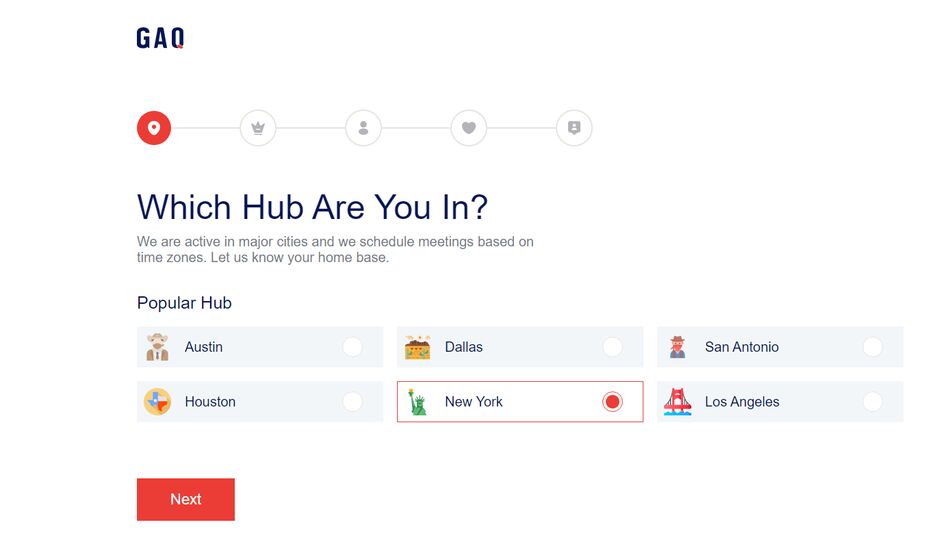 GAQ
Which Hub Are You In?
We are active in major cities and we schedule meetings based on
time zones. Let us know your home base.
Popular Hub
Austin
Dallas
San Antonio
Houston
New York
Los Angeles
Next